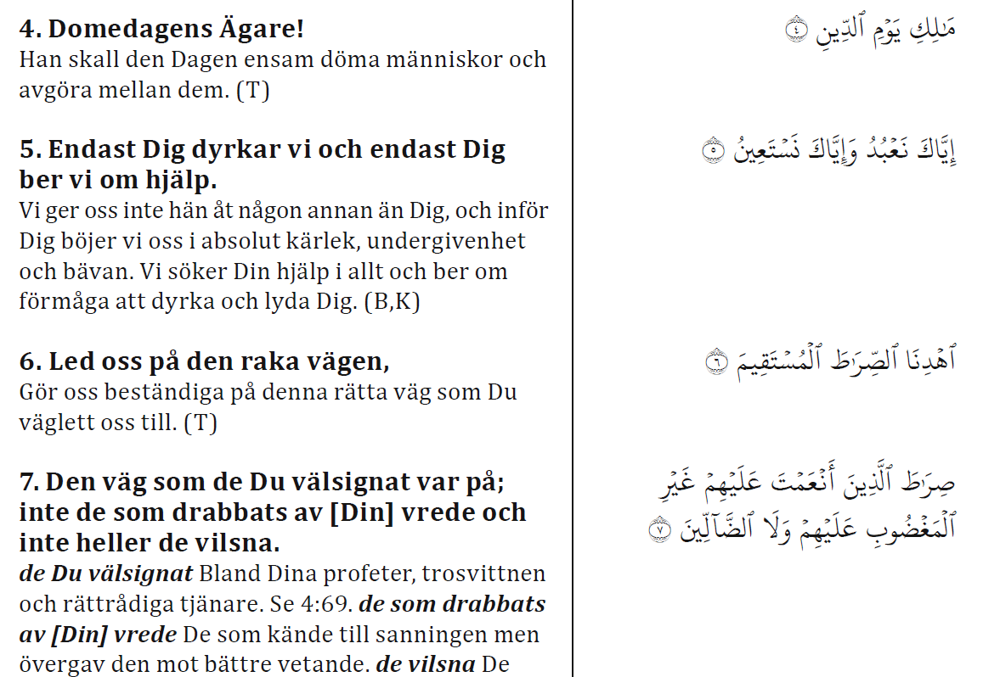 4. Domedagens Ägare!
Han skall den Dagen ensam döma människor och
avgöra mellan dem. (T)
مَـٰلِكِ يَوْمِ ٱلدِّينِ ٤
5. Endast Dig dyrkar vi och endast Dig
ber vi om hjälp.
Vi ger oss inte hän åt någon annan än Dig, och inför
Dig böjer vi oss i absolut kärlek, undergivenhet
och bävan. Vi söker Din hjälp i allt och ber om
förmåga att dyrka och lyda Dig. (B,K)
إِيَّاكَ نَعْبُدُ وَإِيَّاكَ نَسْتَعِينُ ٥
6. Led oss på den raka vägen,
Gör oss beständiga på denna rätta väg som Du
väglett oss till. (T)
ٱهْدِنَا ٱلصِّرَٰطَ ٱلْمُسْتَقِيمَ ٦
7. Den väg som de Du välsignat var på;
inte de som drabbats av [Din] vrede och
inte heller de vilsna.
de Du välsignat Bland Dina profeter, trosvittnen
och rättrådiga tjänare. Se 4:69. de som drabbats
av [Din] vrede De som kände till sanningen men
övergav den mot bättre vetande. de vilsna De
صِرَٰطَ ٱلَّذِينَ أَنْعَمْتَ عَلَيْهِمْ غَيْرِ
ٱلْمَغْضُوبِ عَلَيْهِمْ وَلَا ٱلضَّآلِّينَ ٧